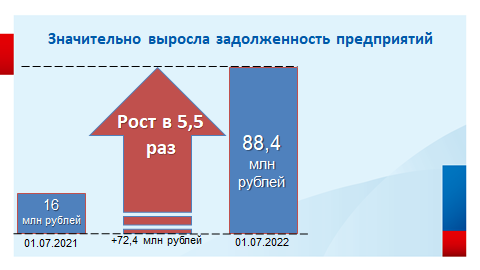 Значительно выросла задолженность предприятий
Рост в 5,5
раз
88,4
млн
рублей
16
млн рублей
01.07.2021
+72,4 млн рублей
01.07.2022